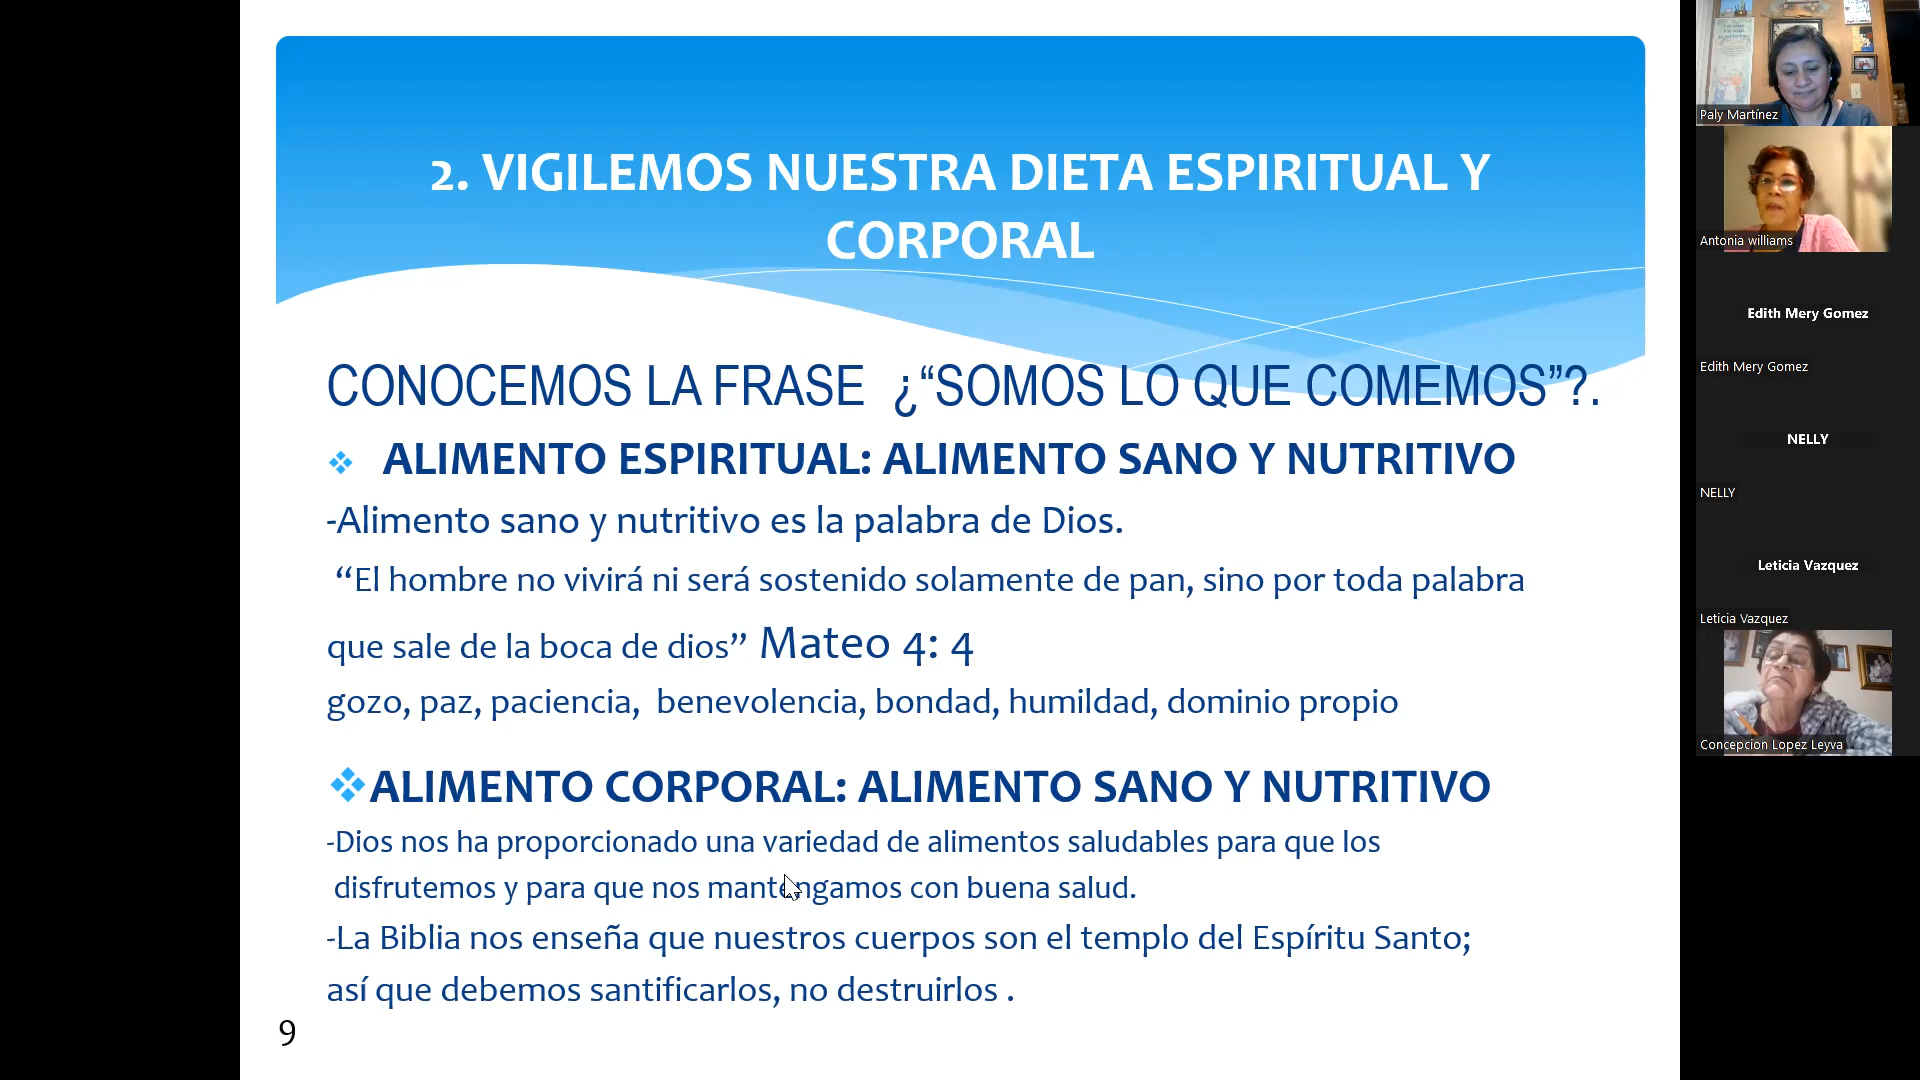 2. VIGILEMOS NUESTRA DIETA ESPIRITUAL Y
CORPORAL
CONOCEMOS LA FRASE ¿“SOMOS LO QUE COMEMOS”?.
❖ ALIMENTO ESPIRITUAL: ALIMENTO SANO Y NUTRITIVO
-Alimento sano y nutritivo es la palabra de Dios.
“El hombre no vivirá ni será sostenido solamente de pan, sino por toda palabra
que sale de la boca de dios” Mateo 4: 4
gozo, paz, paciencia, benevolencia, bondad, humildad, dominio propio
❖ALIMENTO CORPORAL: ALIMENTO SANO Y NUTRITIVO
-Dios nos ha proporcionado una variedad de alimentos saludables para que los
disfrutemos y para que nos mantengamos con buena salud.
-La Biblia nos enseña que nuestros cuerpos son el templo del Espíritu Santo;
así que debemos santificarlos, no destruirlos .
9
Paly Martínez
Antonia williams
Edith Mery Gomez
Edith Mery Gomez
NELLY
NELLY
Leticia Vazquez
Leticia Vazquez
Concepcion Lopez Leyva